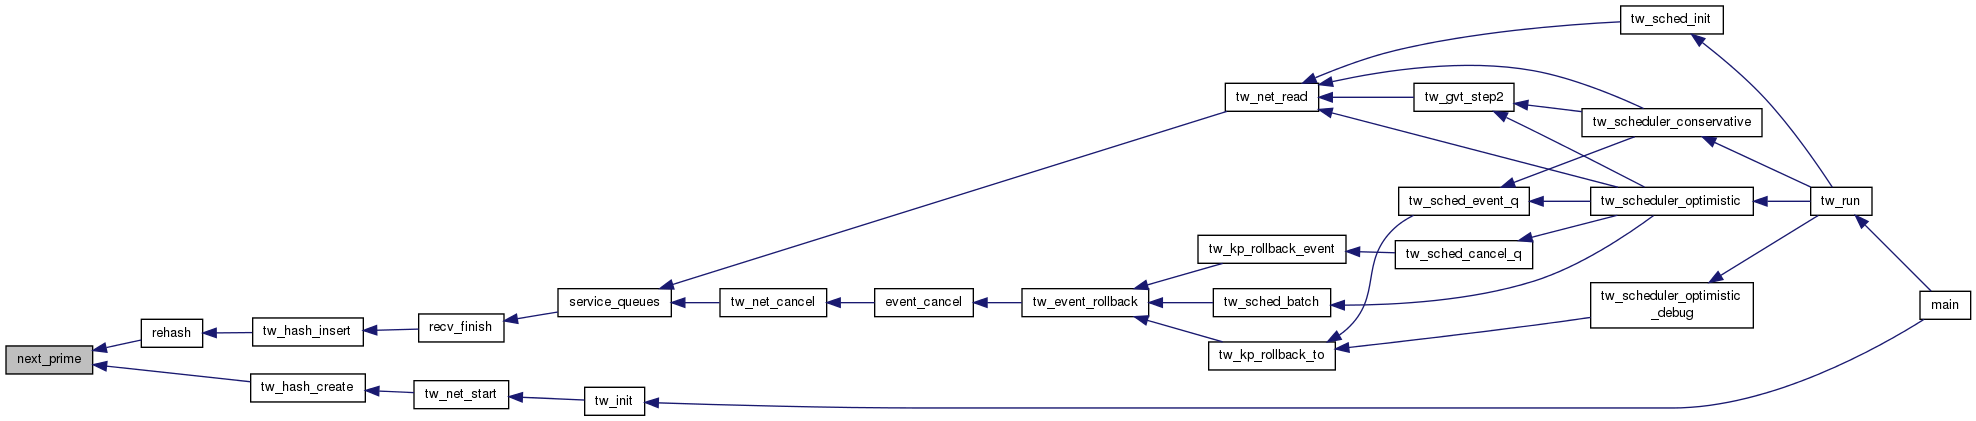 tw_sched_init
tw_net_read
tw_gvt_step2
tw_scheduler_conservative
tw_sched_event_q
tw_scheduler_optimistic
tw_run
tw_kp_rollback_event
tw_sched_cancel_q
service_queues
tw_net_cancel
event_cancel
tw_event_rollback
tw_sched_batch
tw_scheduler_optimistic
_debug
main
rehash
tw_hash_insert
recv_finish
next_prime
tw_kp_rollback_to
tw_hash_create
tw_net_start
tw_init